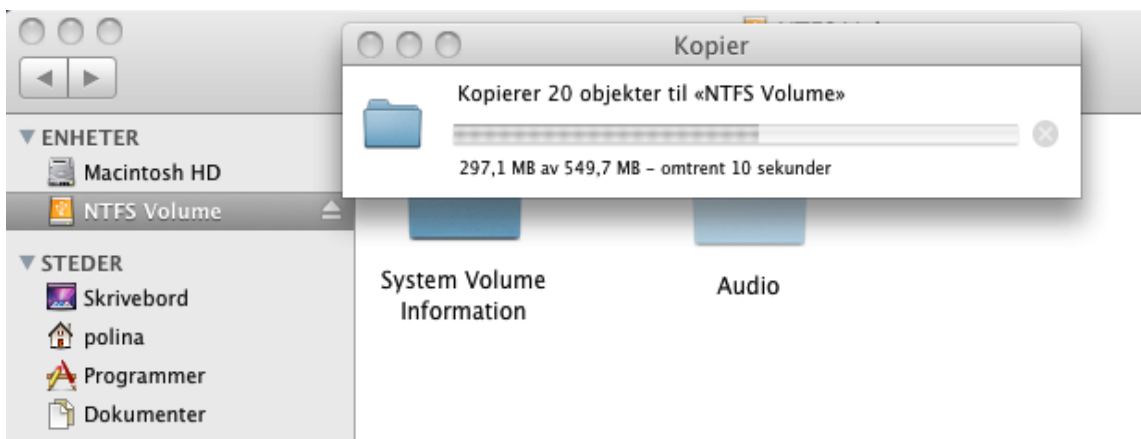 Kopier
Kopierer 20 objekter til «NTFS Volume»
297,1 MB av 549,7 MB – omtrent 10 sekunder
ENHETER
Macintosh HD
NTFS Volume
STEDER
Skrivebord
polina
Programmer
Dokumenter
System Volume
Information
Audio